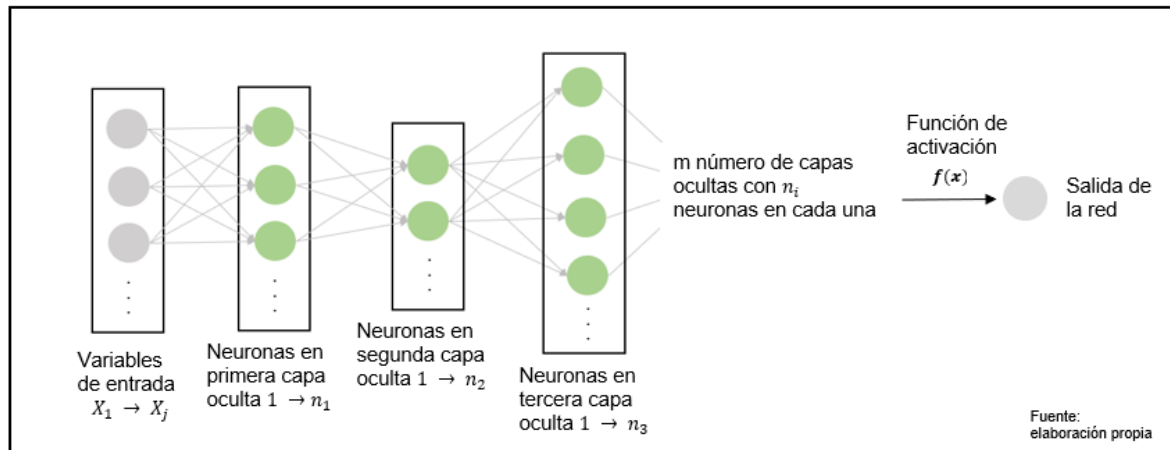 Variables
de entrada
X₁ → Xⱼ
Neuronas en
primera capa
oculta 1 → n₁
Neuronas en
segunda capa
oculta 1 → n₂
Neuronas en
tercera capa
oculta 1 → n₃
m número de capas
ocultas con nᵢ
neuronas en cada una
Función de
activación
f(x)
Salida de
la red
Fuente:
elaboración propia